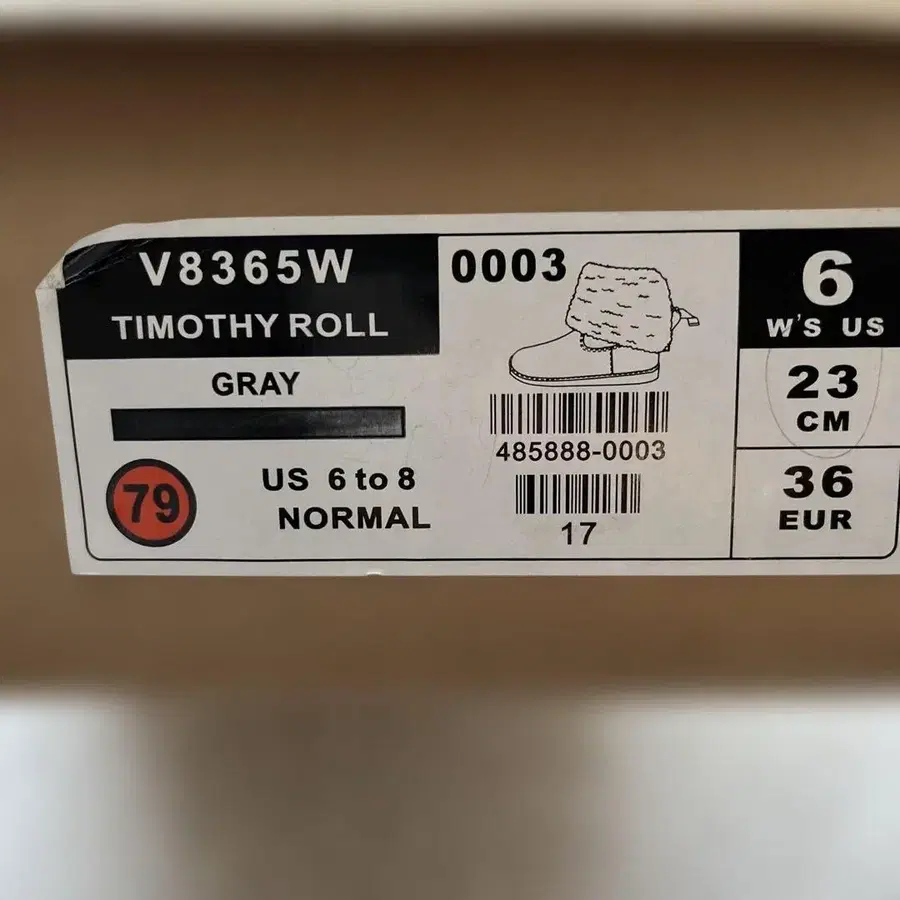 V8365W
TIMOTHY ROLL
GRAY
79
US 6 to 8
NORMAL
0003
485888-0003
17
6
W'S US
23
CM
36
EUR